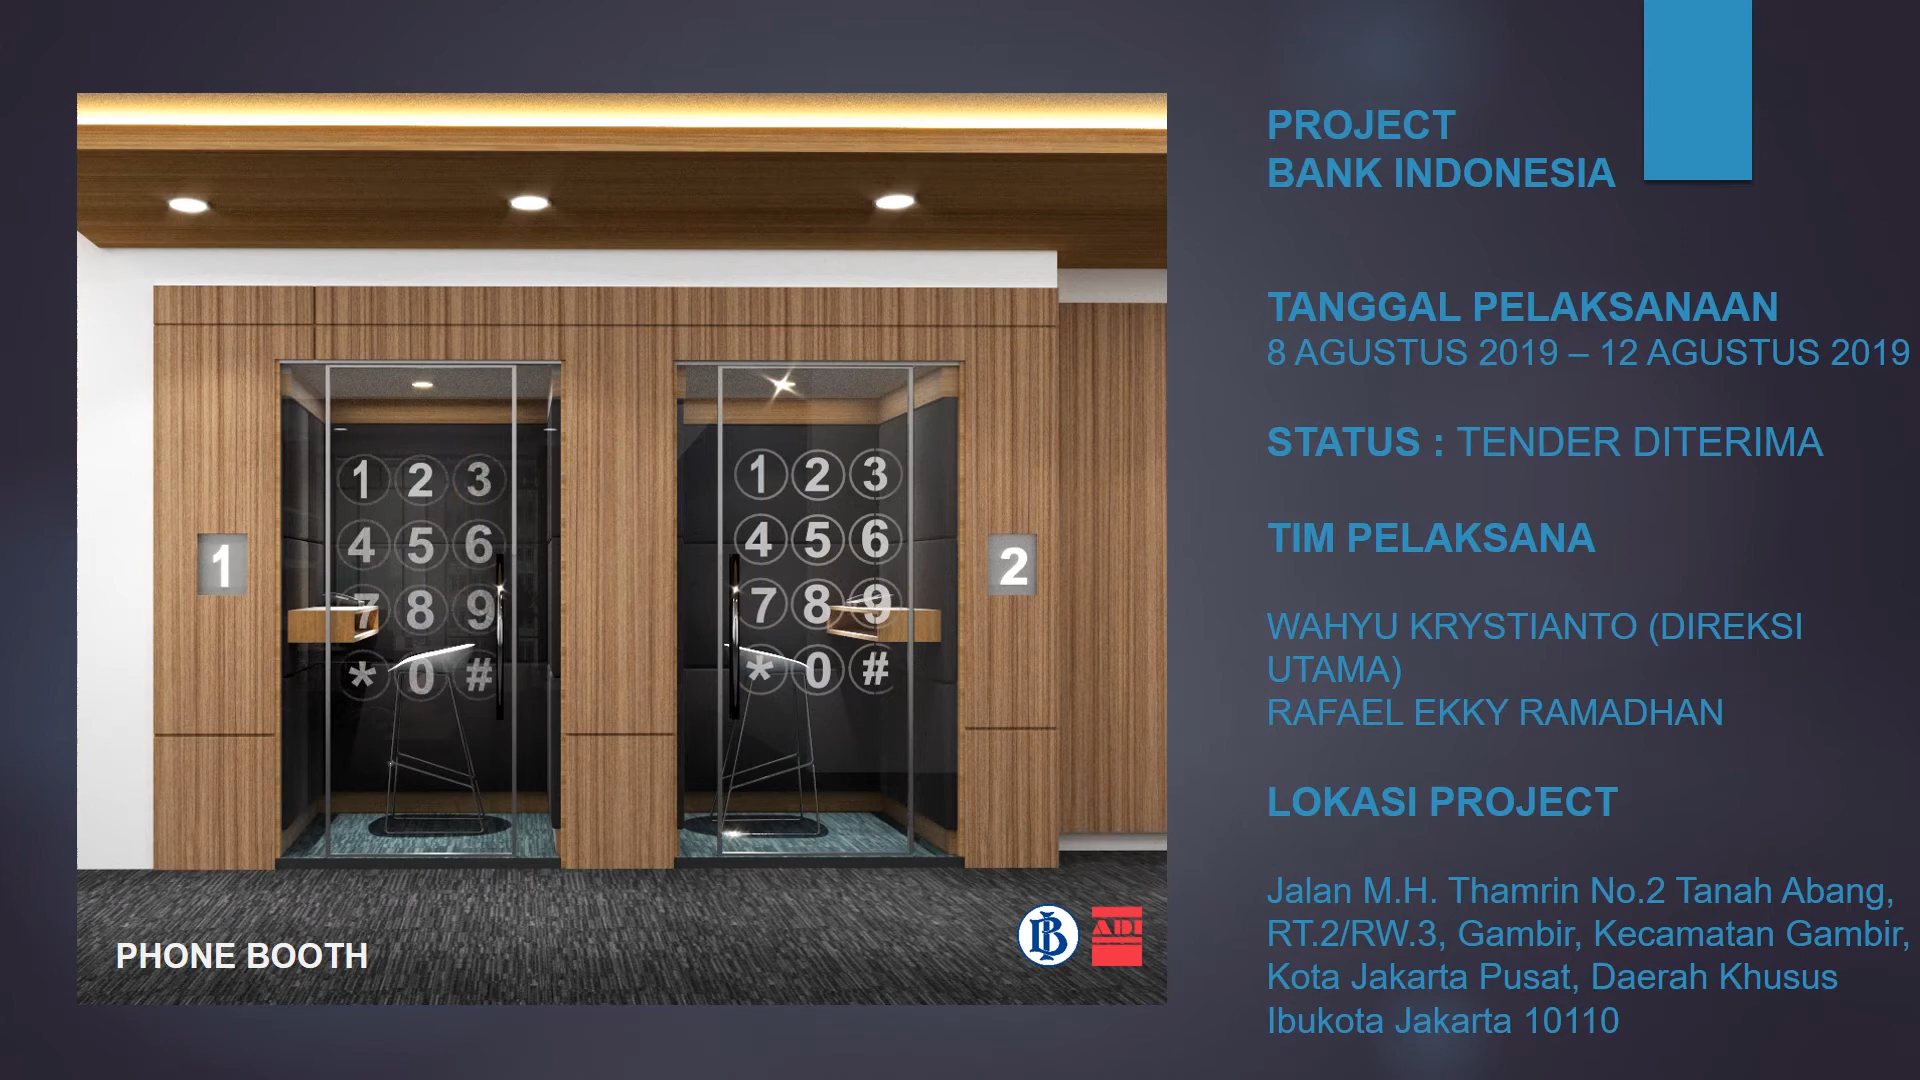 PROJECT
BANK INDONESIA
TANGGAL PELAKSANAAN
8 AGUSTUS 2019 – 12 AGUSTUS 2019
STATUS : TENDER DITERIMA
TIM PELAKSANA
WAHYU KRYSTIANTO (DIREKSI
UTAMA)
RAFAEL EKKY RAMADHAN
LOKASI PROJECT
Jalan M.H. Thamrin No.2 Tanah Abang,
RT.2/RW.3, Gambir, Kecamatan Gambir,
Kota Jakarta Pusat, Daerah Khusus
Ibukota Jakarta 10110
1 2 3
4 5 6
7 8 9
* 0 #
1 2 3
4 5 6
7 8 9
* 0 #
1
2
PHONE BOOTH
ADI